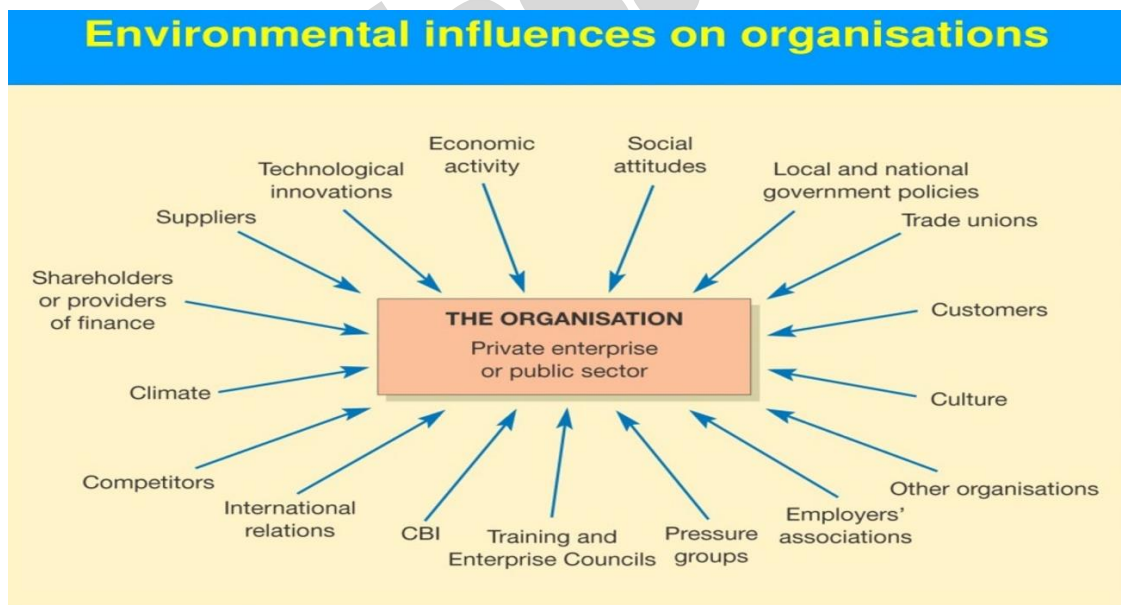 Environmental influences on organisations
Economic
activity
Social
attitudes
Technological
innovations
Local and national
government policies
Suppliers
Trade unions
Shareholders
or providers
of finance
THE ORGANISATION
Private enterprise
or public sector
Customers
Climate
Culture
Competitors
International
relations
CBI
Training and
Enterprise Councils
Pressure
groups
Employers’
associations
Other organisations